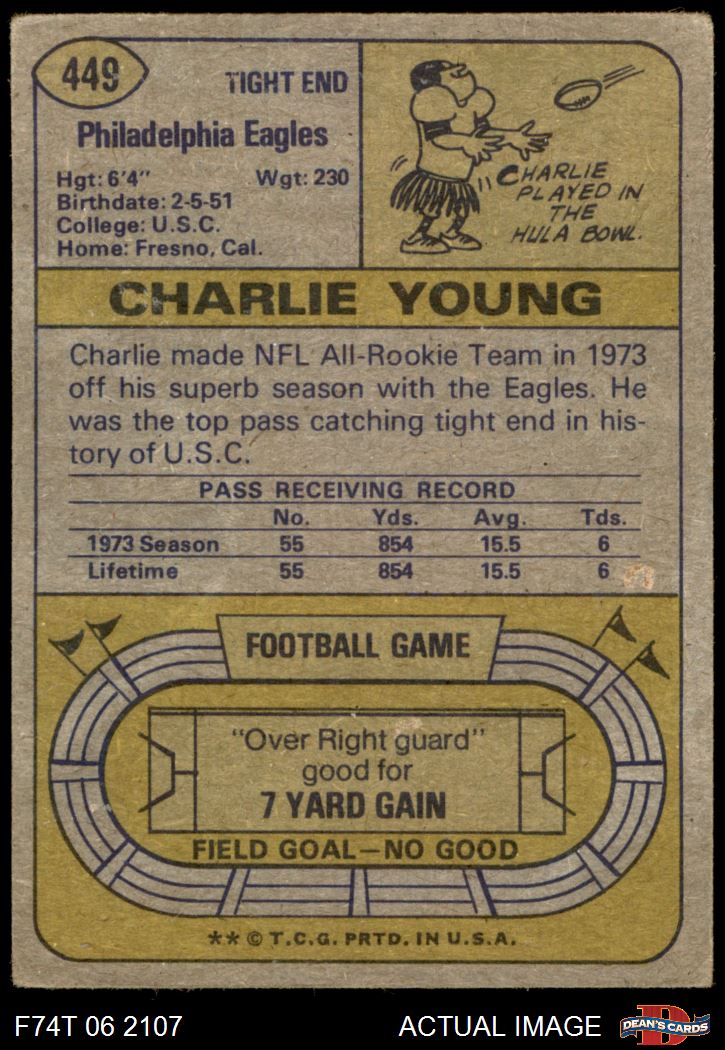 449
TIGHT END
Philadelphia Eagles
Hgt: 6'4" Wgt: 230
Birthdate: 2-5-51
College: U.S.C.
Home: Fresno, Cal.
CHARLIE
PLAYED IN
THE
HULA BOWL.
CHARLIE YOUNG
Charlie made NFL All-Rookie Team in 1973
off his superb season with the Eagles. He
was the top pass catching tight end in his-
tory of U.S.C.
PASS RECEIVING RECORD
No. Yds. Avg. Tds.
1973 Season 55 854 15.5 6
Lifetime 55 854 15.5 6
FOOTBALL GAME
"Over Right guard"
good for
7 YARD GAIN
FIELD GOAL—NO GOOD
** © T.C.G. PRTD. IN U.S.A.
F74T 06 2107 ACTUAL IMAGE
D
DEAN'S CARDS